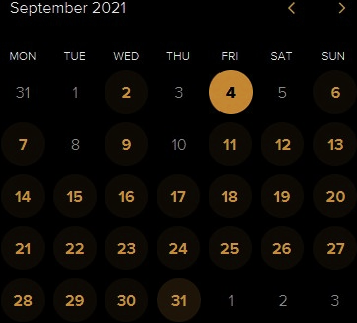 September 2021 < >
MON TUE WED THU FRI SAT SUN
31 1 2 3 4 5 6
7 8 9 10 11 12 13
14 15 16 17 18 19 20
21 22 23 24 25 26 27
28 29 30 31 1 2 3